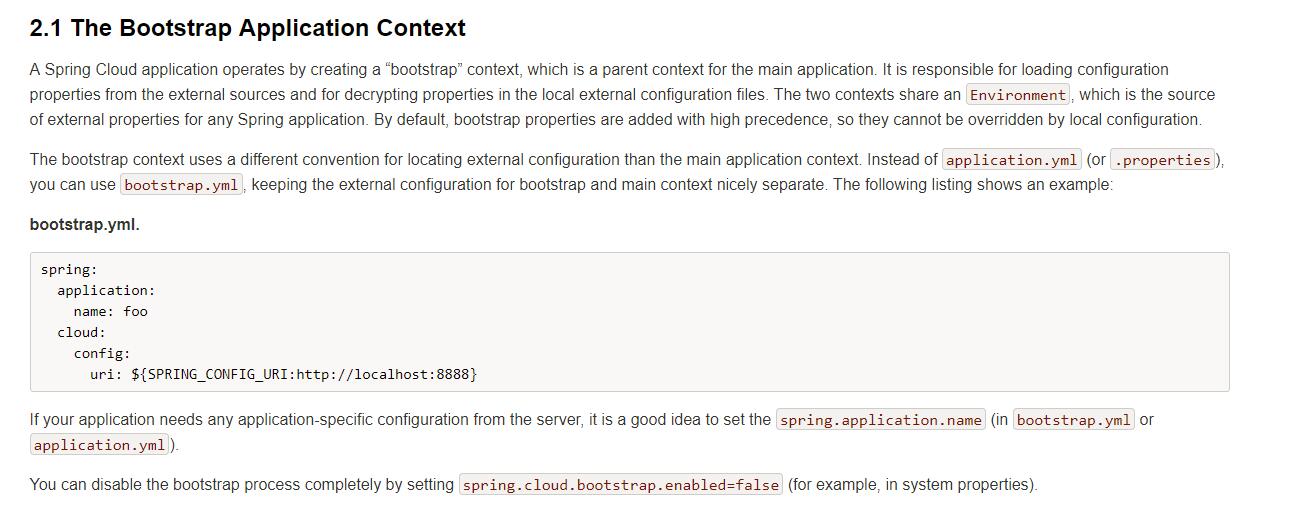 2.1 The Bootstrap Application Context
A Spring Cloud application operates by creating a “bootstrap” context, which is a parent context for the main application. It is responsible for loading configuration
properties from the external sources and for decrypting properties in the local external configuration files. The two contexts share an Environment, which is the source
of external properties for any Spring application. By default, bootstrap properties are added with high precedence, so they cannot be overridden by local configuration.
The bootstrap context uses a different convention for locating external configuration than the main application context. Instead of application.yml (or .properties),
you can use bootstrap.yml, keeping the external configuration for bootstrap and main context nicely separate. The following listing shows an example:
bootstrap.yml.
spring:
  application:
    name: foo
  cloud:
    config:
      uri: ${SPRING_CONFIG_URI:http://localhost:8888}
If your application needs any application-specific configuration from the server, it is a good idea to set the spring.application.name (in bootstrap.yml or
application.yml).
You can disable the bootstrap process completely by setting spring.cloud.bootstrap.enabled=false (for example, in system properties).